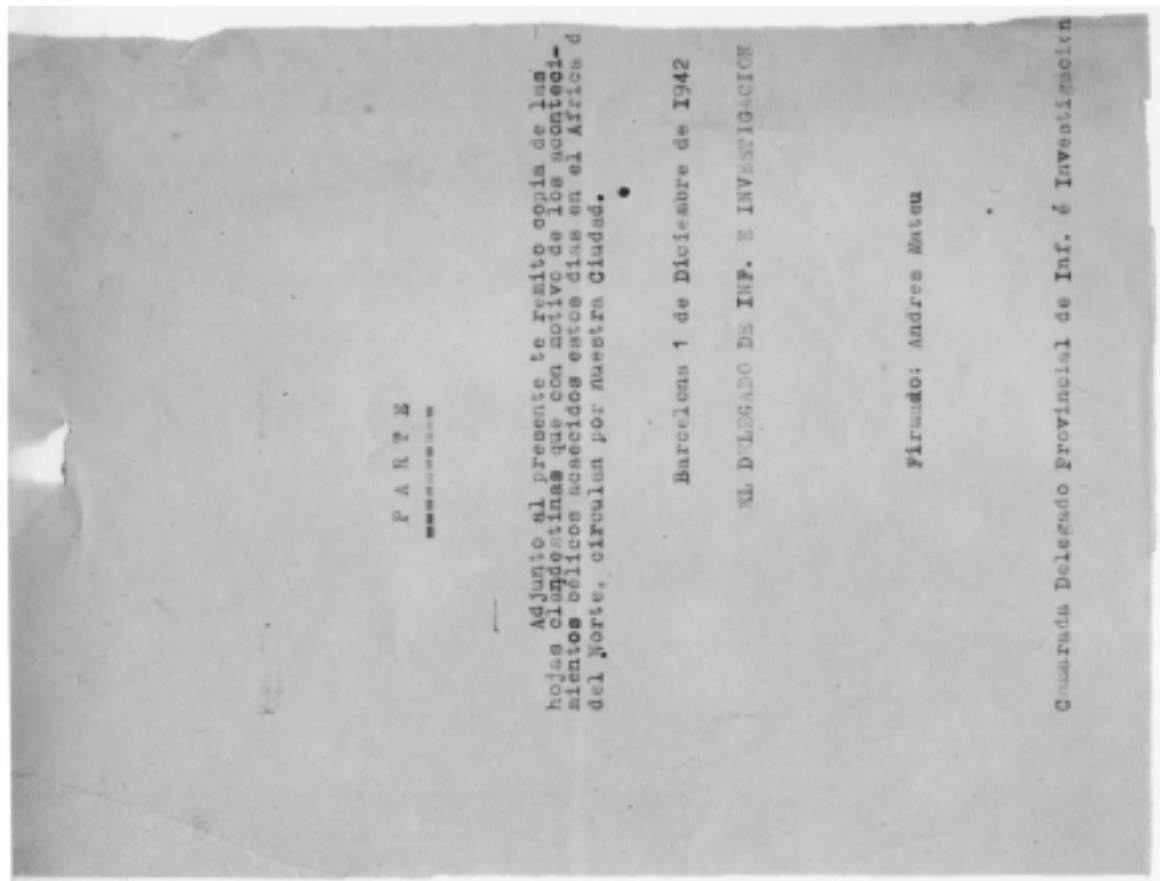 P A R T E
Adjunto al presente te remito copia de las
hojas clandestinas que con motivo de los aconteci-
mientos bélicos acaecidos estos dias en el Africa d
del Norte, circulan por nuestra Ciudad.
Barcelona 1 de Diciembre de I942
EL DELEGADO DE INF. E INVESTIGACION
Firmado: Andres Mateu
Camarada Delegado Provincial de Inf. é Investigacion